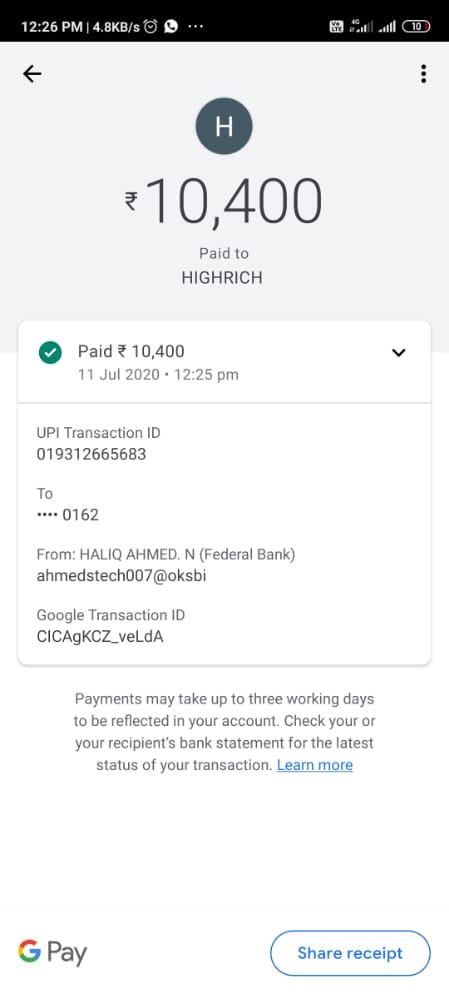 12:26 PM | 4.8KB/s ...
Vo LTE 4G 10
H
₹10,400
Paid to
HIGHRICH
Paid ₹ 10,400
11 Jul 2020 • 12:25 pm
UPI Transaction ID
019312665683
To
•••• 0162
From: HALIQ AHMED. N (Federal Bank)
ahmedstech007@oksbi
Google Transaction ID
CICAgKCZ_veLdA
Payments may take up to three working days
to be reflected in your account. Check your or
your recipient's bank statement for the latest
status of your transaction. Learn more
G Pay
Share receipt